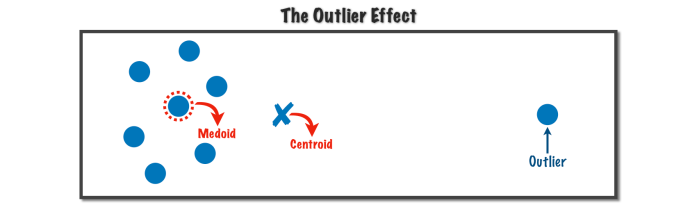 The Outlier Effect
Medoid
Centroid
Outlier